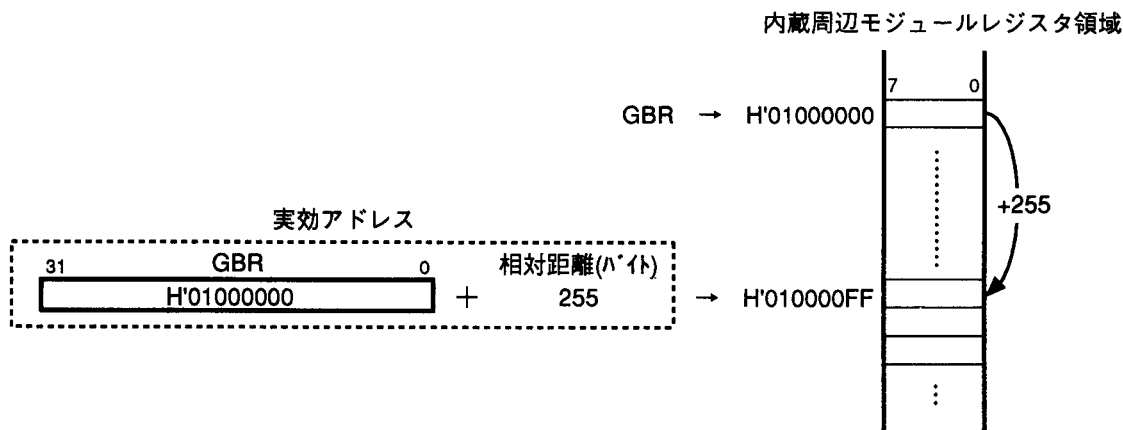 内蔵周辺モジュールレジスタ領域
7 0
GBR → H'01000000
+255
実効アドレス
31 GBR 0 相対距離(ﾊﾞｲﾄ)
H'01000000 + 255 → H'010000FF